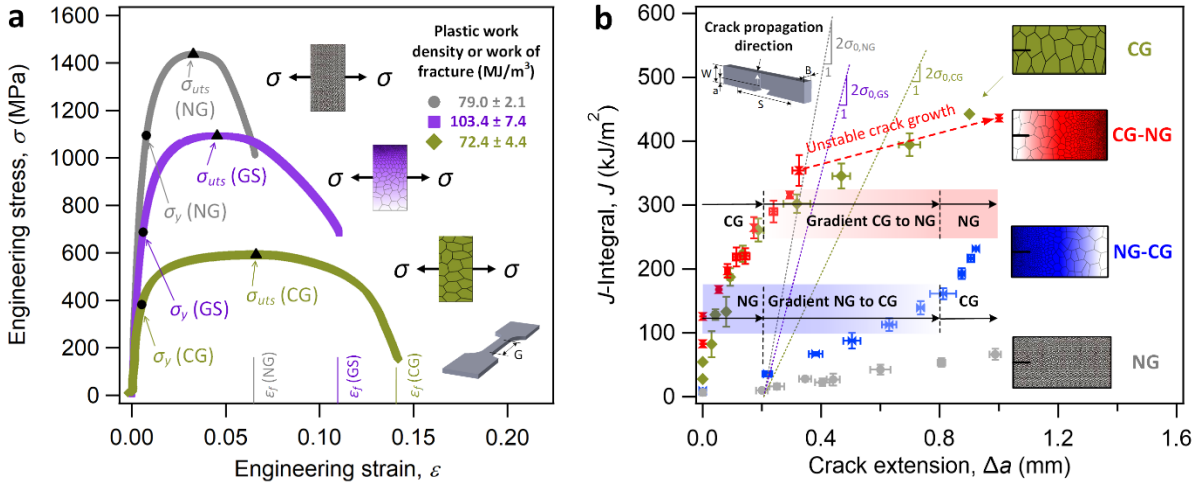 a
Engineering stress, σ (MPa)
1600
1400
1200
1000
800
600
400
200
0
0.00
0.05
0.10
0.15
0.20
Engineering strain, ε
σuts
(NG)
σy (NG)
σuts (GS)
σy (GS)
σuts (CG)
σy (CG)
εf (NG)
εf (GS)
εf (CG)
σ
σ
σ
σ
σ
σ
G
Plastic work
density or work of
fracture (MJ/m³)
79.0 ± 2.1
103.4 ± 7.4
72.4 ± 4.4
b
J-Integral, J (kJ/m²)
600
500
400
300
200
100
0
0.0
0.4
0.8
1.2
1.6
Crack extension, Δa (mm)
Crack propagation
direction
W
a
S
B
2σ0,NG
1
2σ0,GS
1
2σ0,CG
1
Unstable crack growth
CG
Gradient CG to NG
NG
NG
Gradient NG to CG
CG
CG
CG-NG
NG-CG
NG